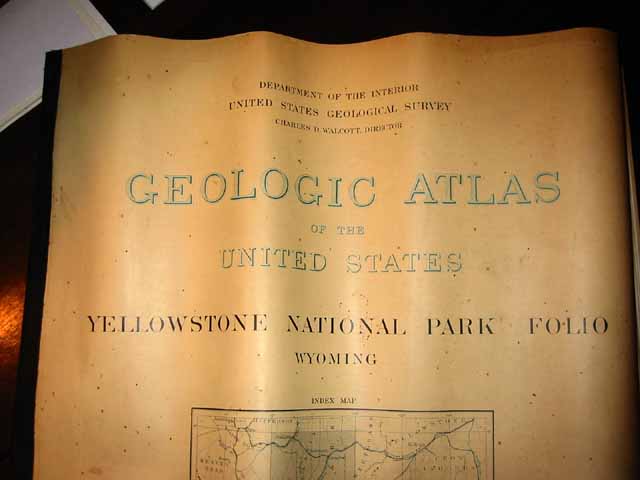 DEPARTMENT OF THE INTERIOR
UNITED STATES GEOLOGICAL SURVEY
CHARLES D. WALCOTT, DIRECTOR
GEOLOGIC ATLAS
OF THE
UNITED STATES
YELLOWSTONE NATIONAL PARK FOLIO
WYOMING
INDEX MAP